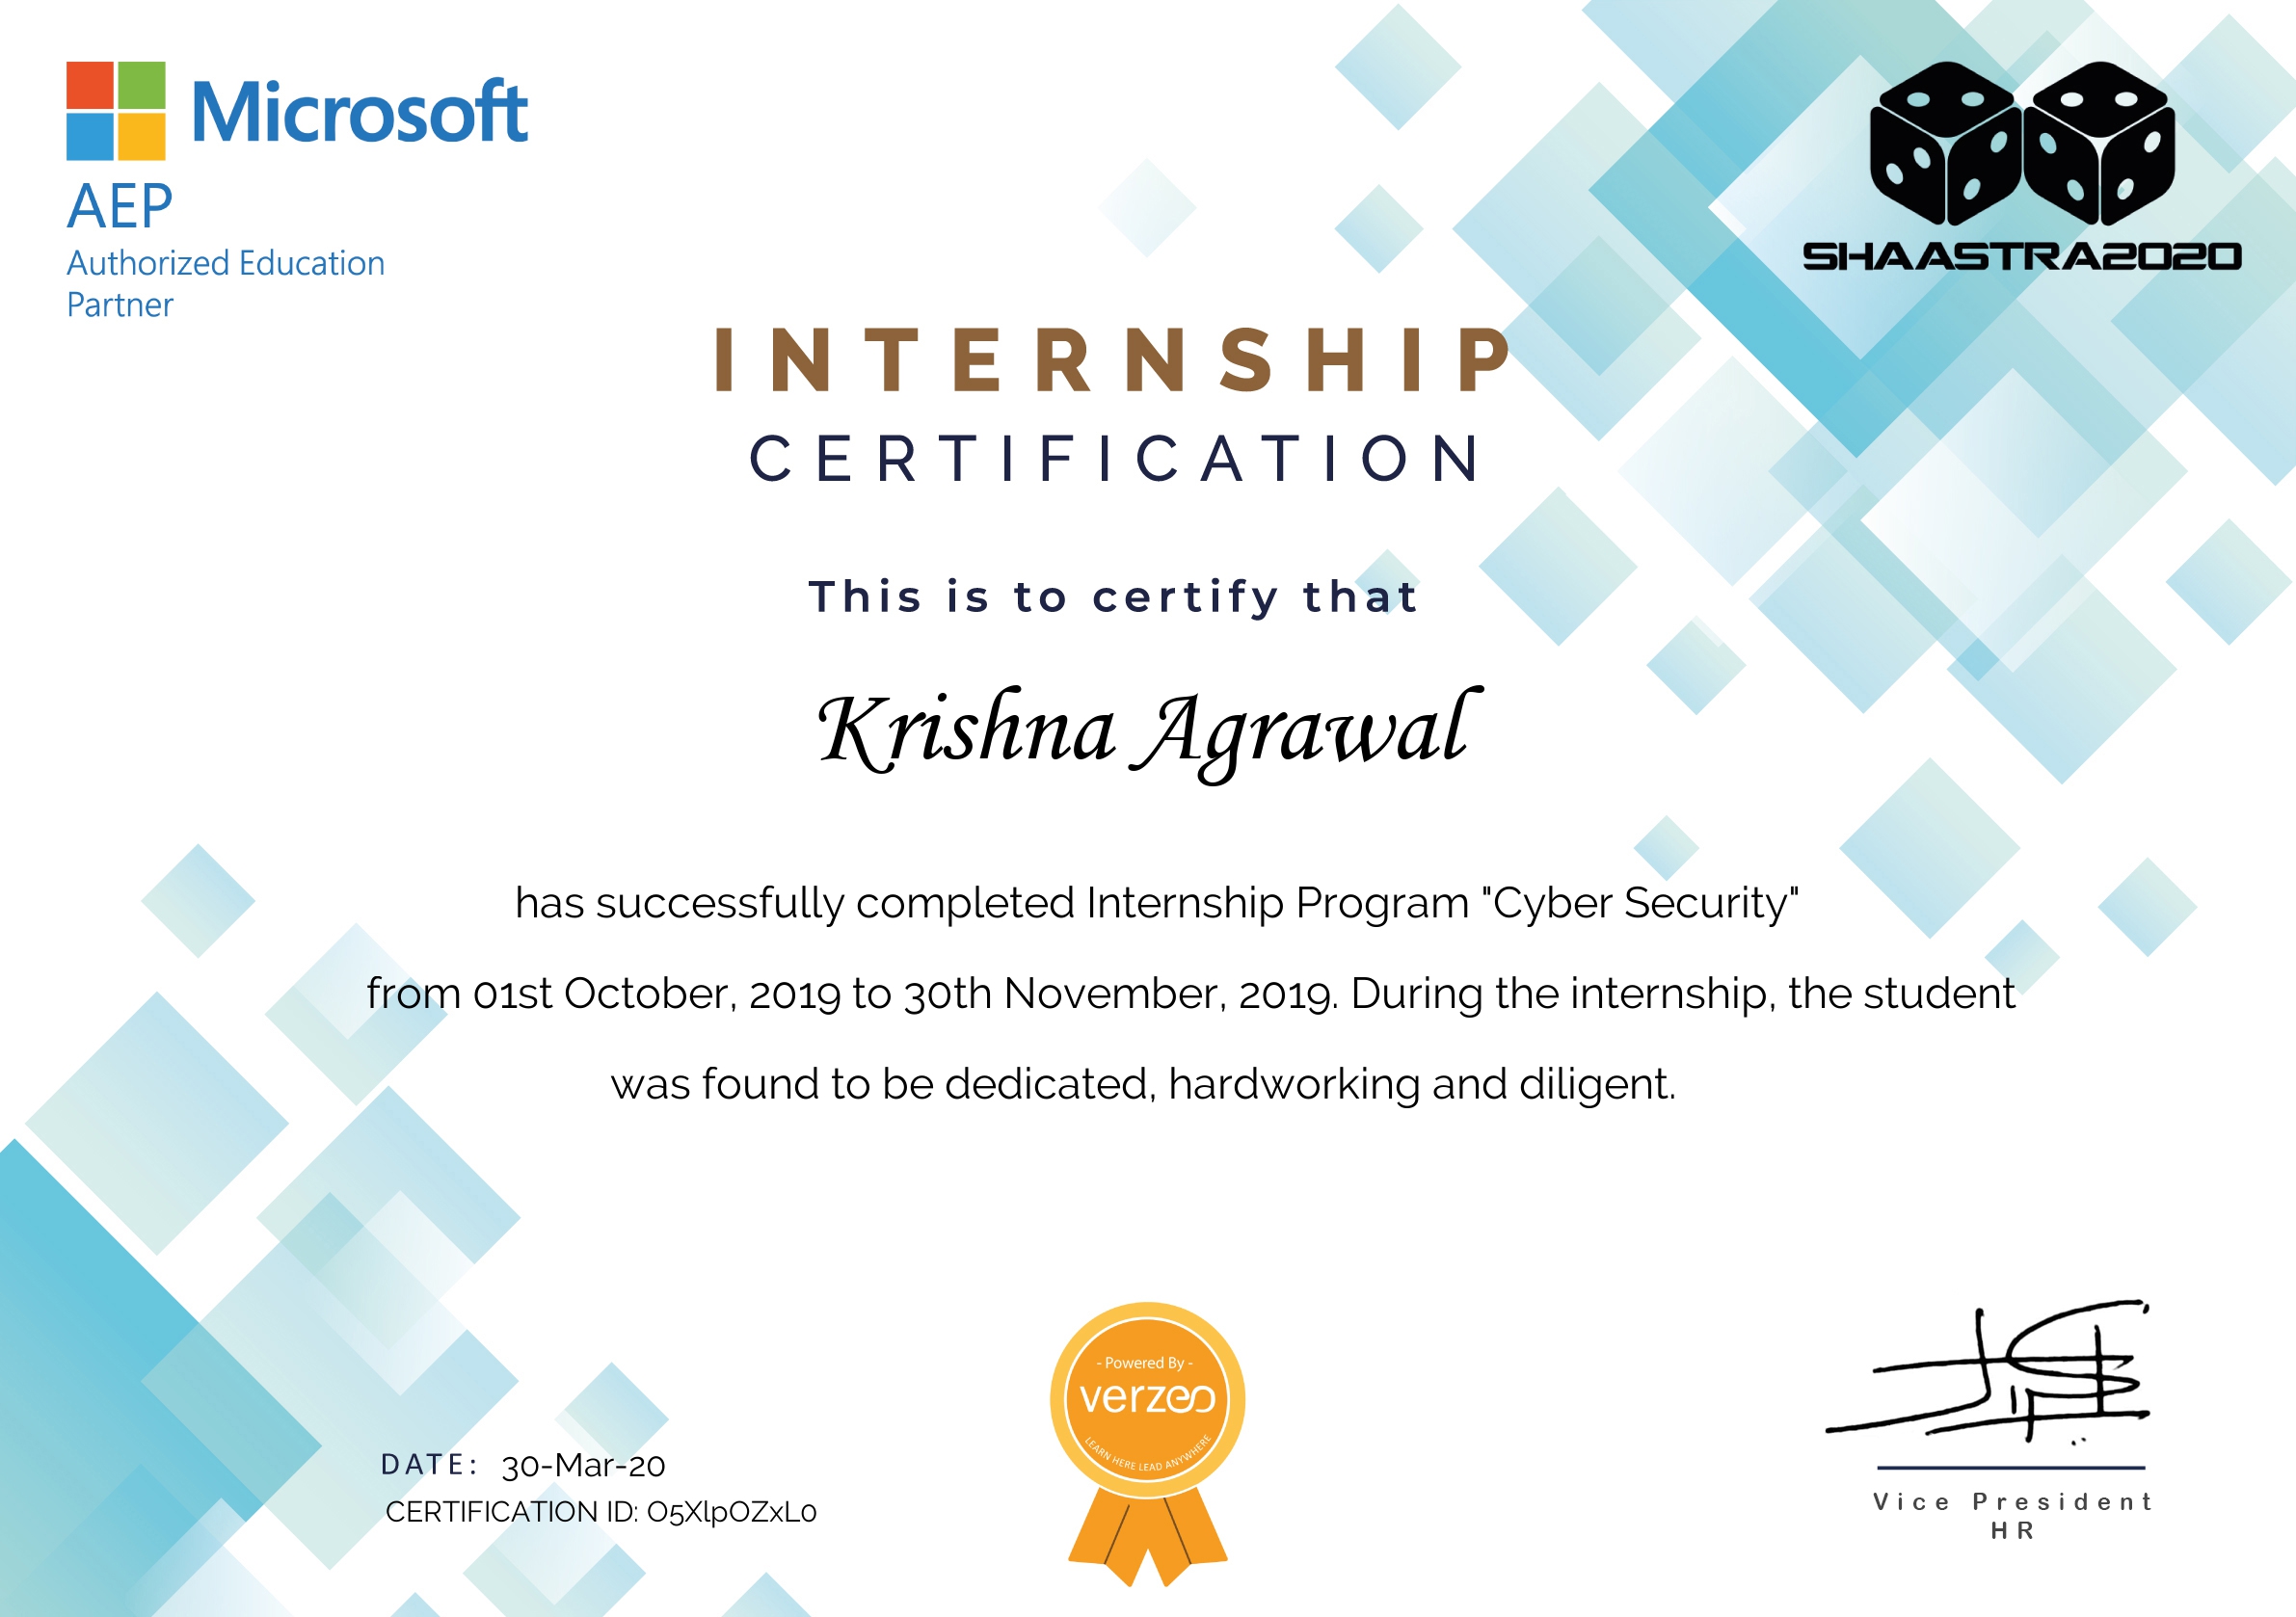 Microsoft
AEP
Authorized Education
Partner
SHAASTRA2020
INTERNSHIP
CERTIFICATION
This is to certify that
Krishna Agrawal
has successfully completed Internship Program "Cyber Security"
from 01st October, 2019 to 30th November, 2019. During the internship, the student
was found to be dedicated, hardworking and diligent.
- Powered By -
verzeo
LEARN HERE LEAD ANYWHERE
DATE: 30-Mar-20
CERTIFICATION ID: O5XlpOZxL0
Vice President
HR